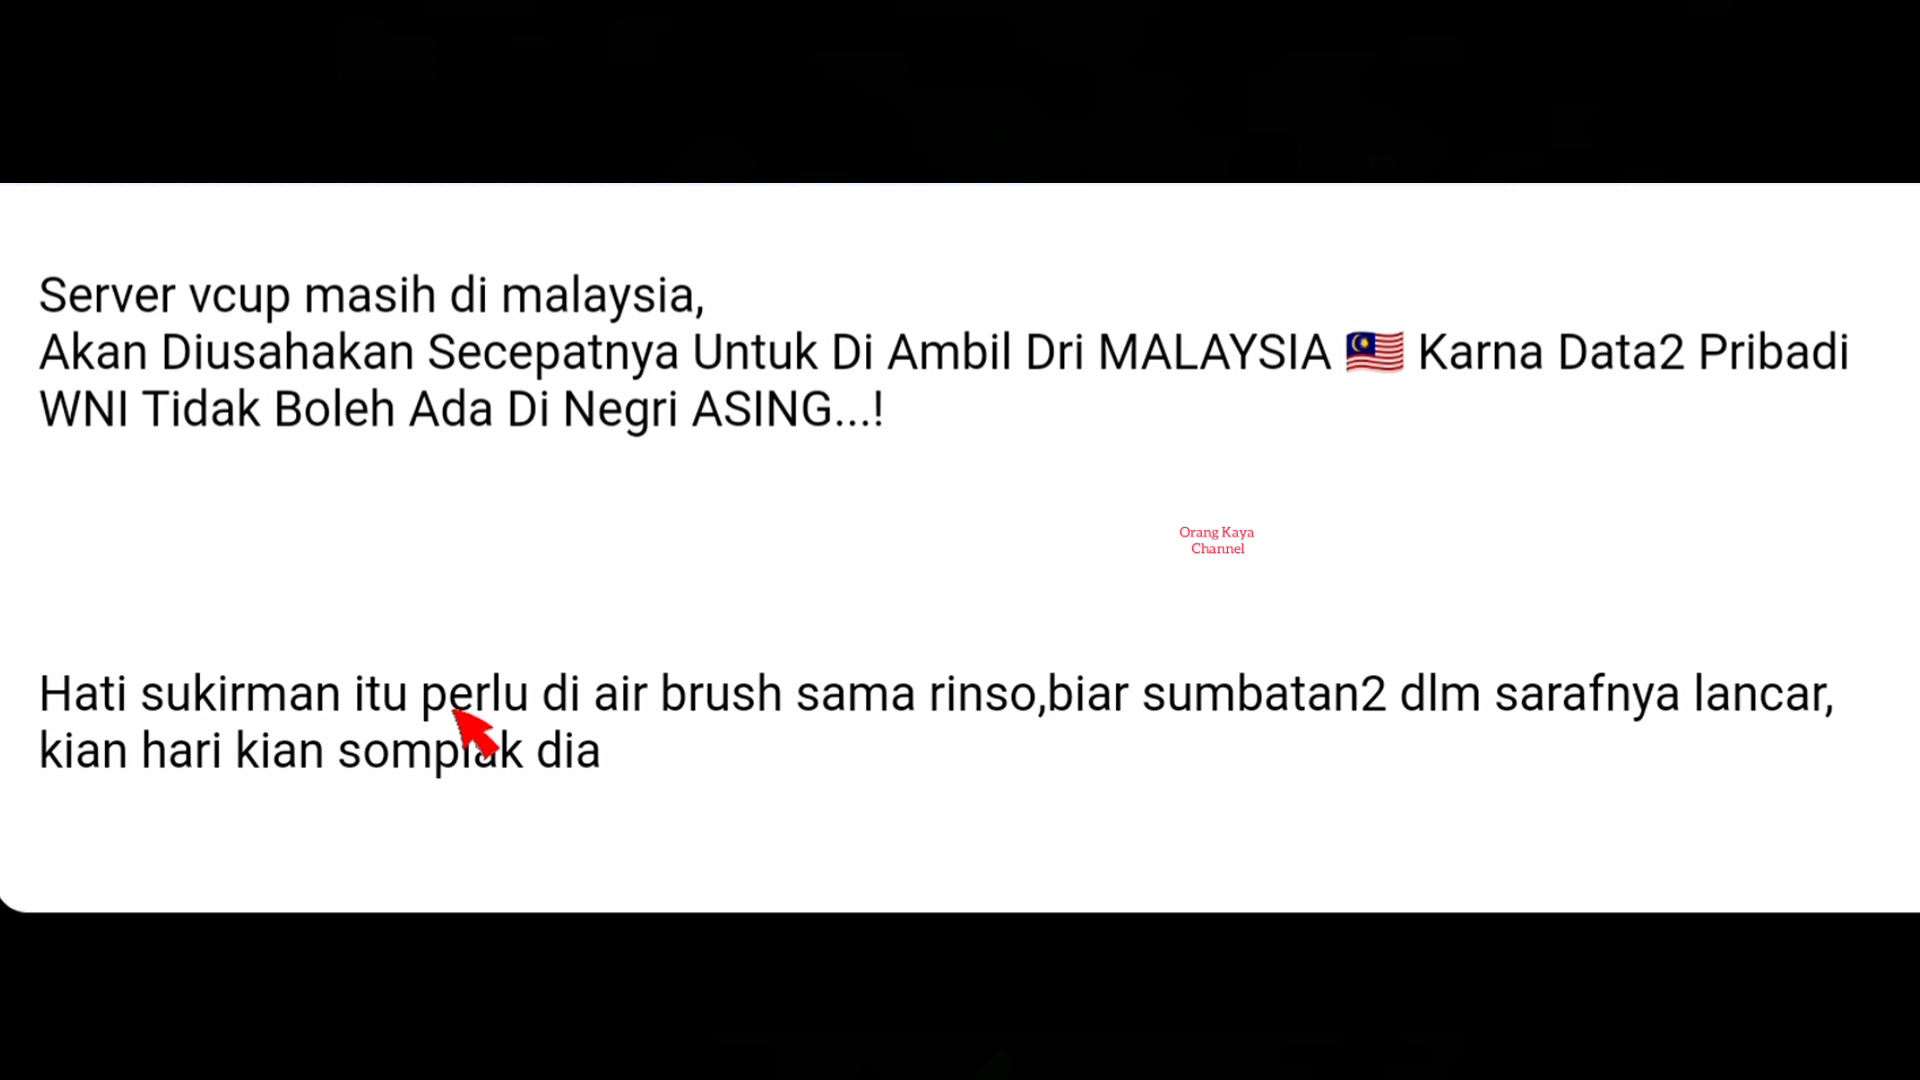 Server vcup masih di malaysia,
Akan Diusahakan Secepatnya Untuk Di Ambil Dri MALAYSIA 🇲🇾 Karna Data2 Pribadi
WNI Tidak Boleh Ada Di Negri ASING...!
Orang Kaya
Channel
Hati sukirman itu perlu di air brush sama rinso,biar sumbatan2 dlm sarafnya lancar,
kian hari kian somplak dia